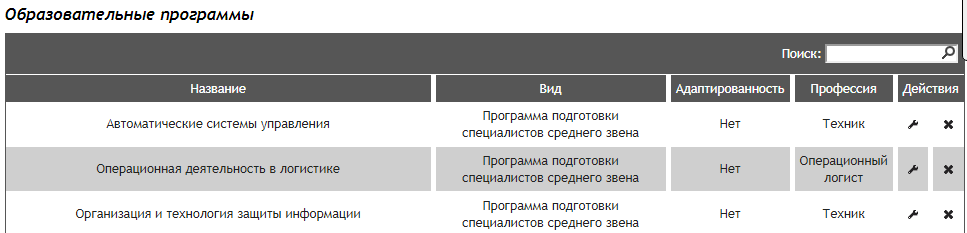 Образовательные программы
Поиск:
Название Вид Адаптированность Профессия Действия
Автоматические системы управления Программа подготовки специалистов среднего звена Нет Техник
Операционная деятельность в логистике Программа подготовки специалистов среднего звена Нет Операционный логист
Организация и технология защиты информации Программа подготовки специалистов среднего звена Нет Техник